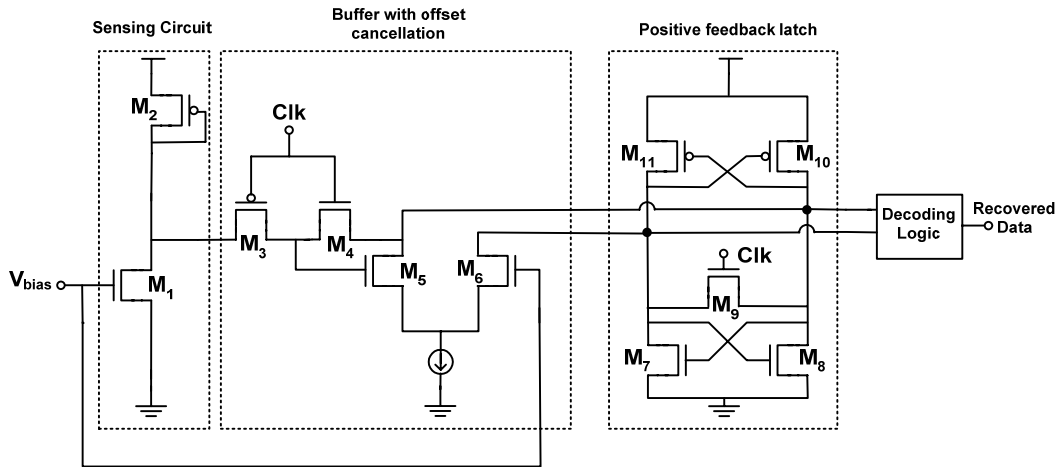 Sensing Circuit
Buffer with offset
cancellation
Positive feedback latch
M2
Clk
M11
M10
M3
M4
Decoding
Logic
Recovered
Data
Vbias
M1
M5
M6
Clk
M9
M7
M8